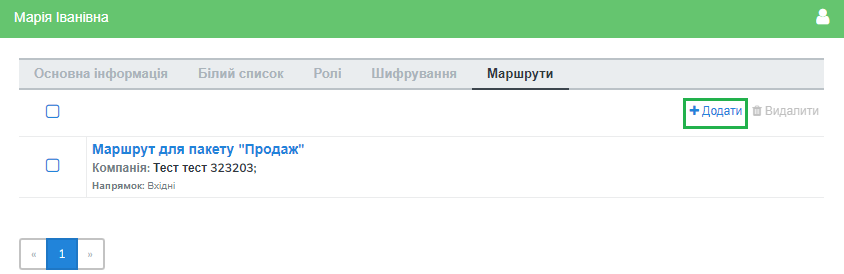 Марія Іванівна
Основна інформація Білий список Ролі Шифрування Маршрути
Додати Видалити
Маршрут для пакету "Продаж"
Компанія: Тест тест 323203;
Напрямок: Вхідні
« 1 »